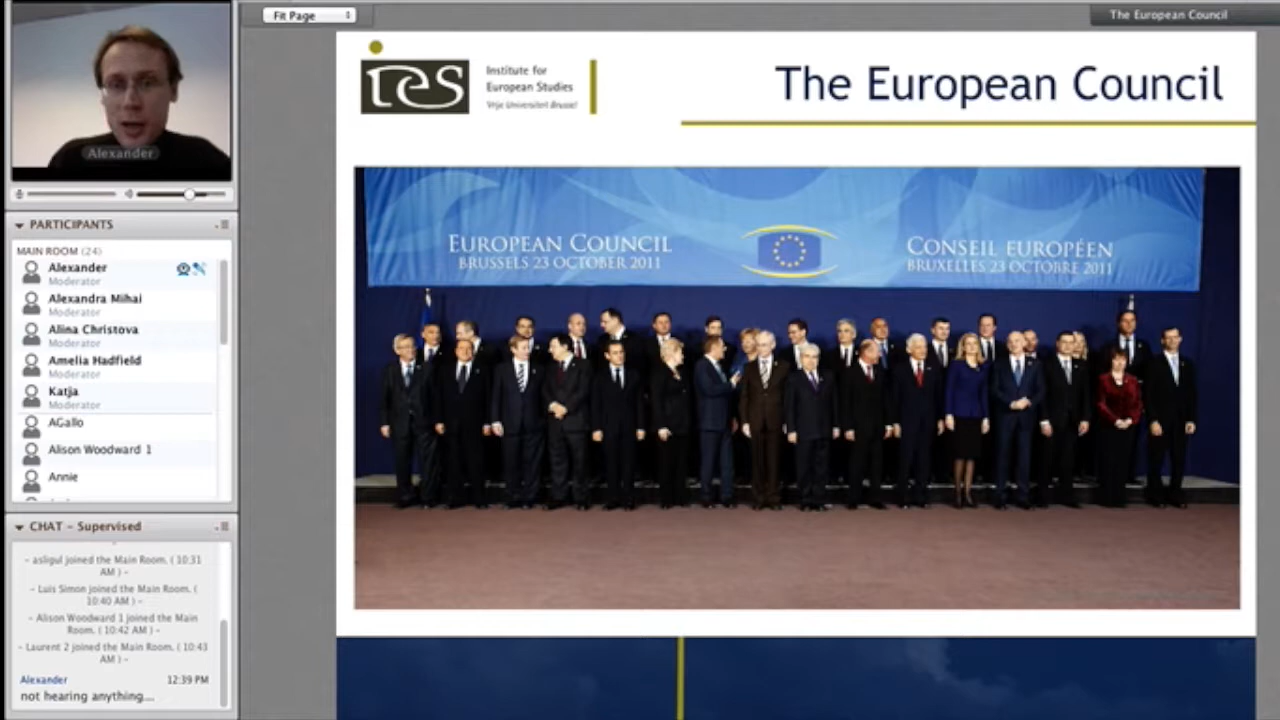 Fit Page
The European Council
ies
Institute for
European Studies
Vrije Universiteit Brussel
The European Council
EUROPEAN COUNCIL
BRUSSELS 23 OCTOBER 2011
CONSEIL EUROPÉEN
BRUXELLES 23 OCTOBRE 2011
Alexander
PARTICIPANTS
MAIN ROOM (24)
Alexander
Moderator
Alexandra Mihai
Moderator
Alina Christova
Moderator
Amelia Hadfield
Moderator
Katja
Moderator
AGallo
Alison Woodward 1
Annie
CHAT - Supervised
- asligul joined the Main Room. ( 10:31
AM ) -
- Luis Simon joined the Main Room. (
10:40 AM ) -
- Alison Woodward 1 joined the Main
Room. ( 10:42 AM ) -
- Laurent 2 joined the Main Room. ( 10:43
AM ) -
Alexander 12:39 PM
not hearing anything...